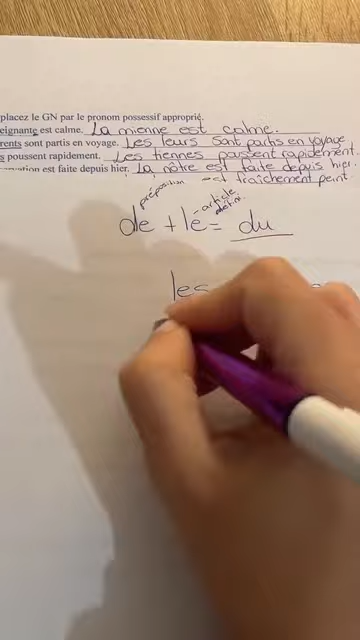 placez le GN par le pronom possessif approprié.
eignante est calme. La mienne est calme.
rents sont partis en voyage. Les leurs sont partis en voyage
s poussent rapidement. Les tiennes poussent rapidement.
est faite depuis hier. La nôtre est faite depuis hier.
est fraîchement peint.
préposition article défini
de + le = du
les